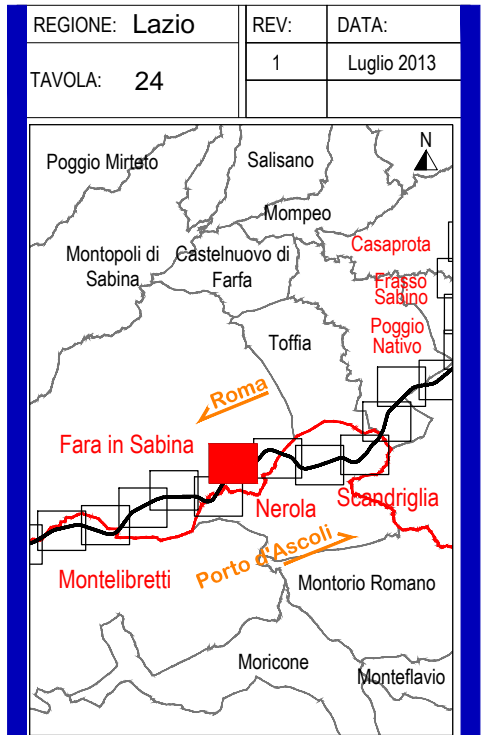 REGIONE: Lazio
REV:
DATA:
TAVOLA: 24
1
Luglio 2013
N
Poggio Mirteto
Salisano
Mompeo
Casaprota
Montopoli di
Sabina
Castelnuovo di
Farfa
Frasso
Sabino
Poggio
Nativo
Toffia
Roma
Fara in Sabina
Nerola
Scandriglia
Porto d'Ascoli
Montelibretti
Montorio Romano
Moricone
Monteflavio